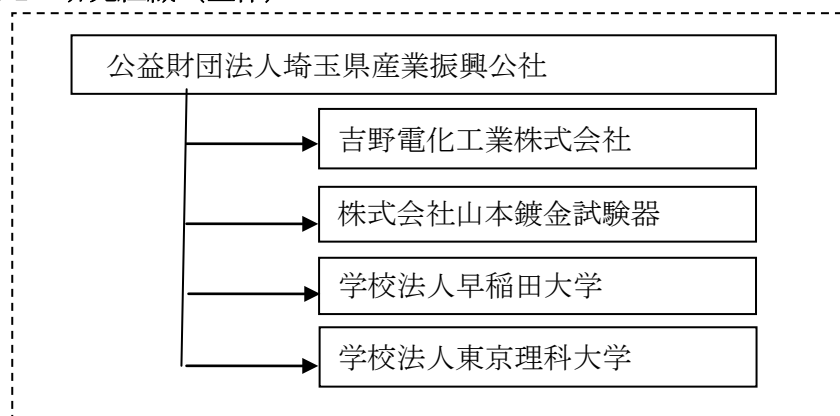 公益財団法人埼玉県産業振興公社
吉野電化工業株式会社
株式会社山本鍍金試験器
学校法人早稲田大学
学校法人東京理科大学